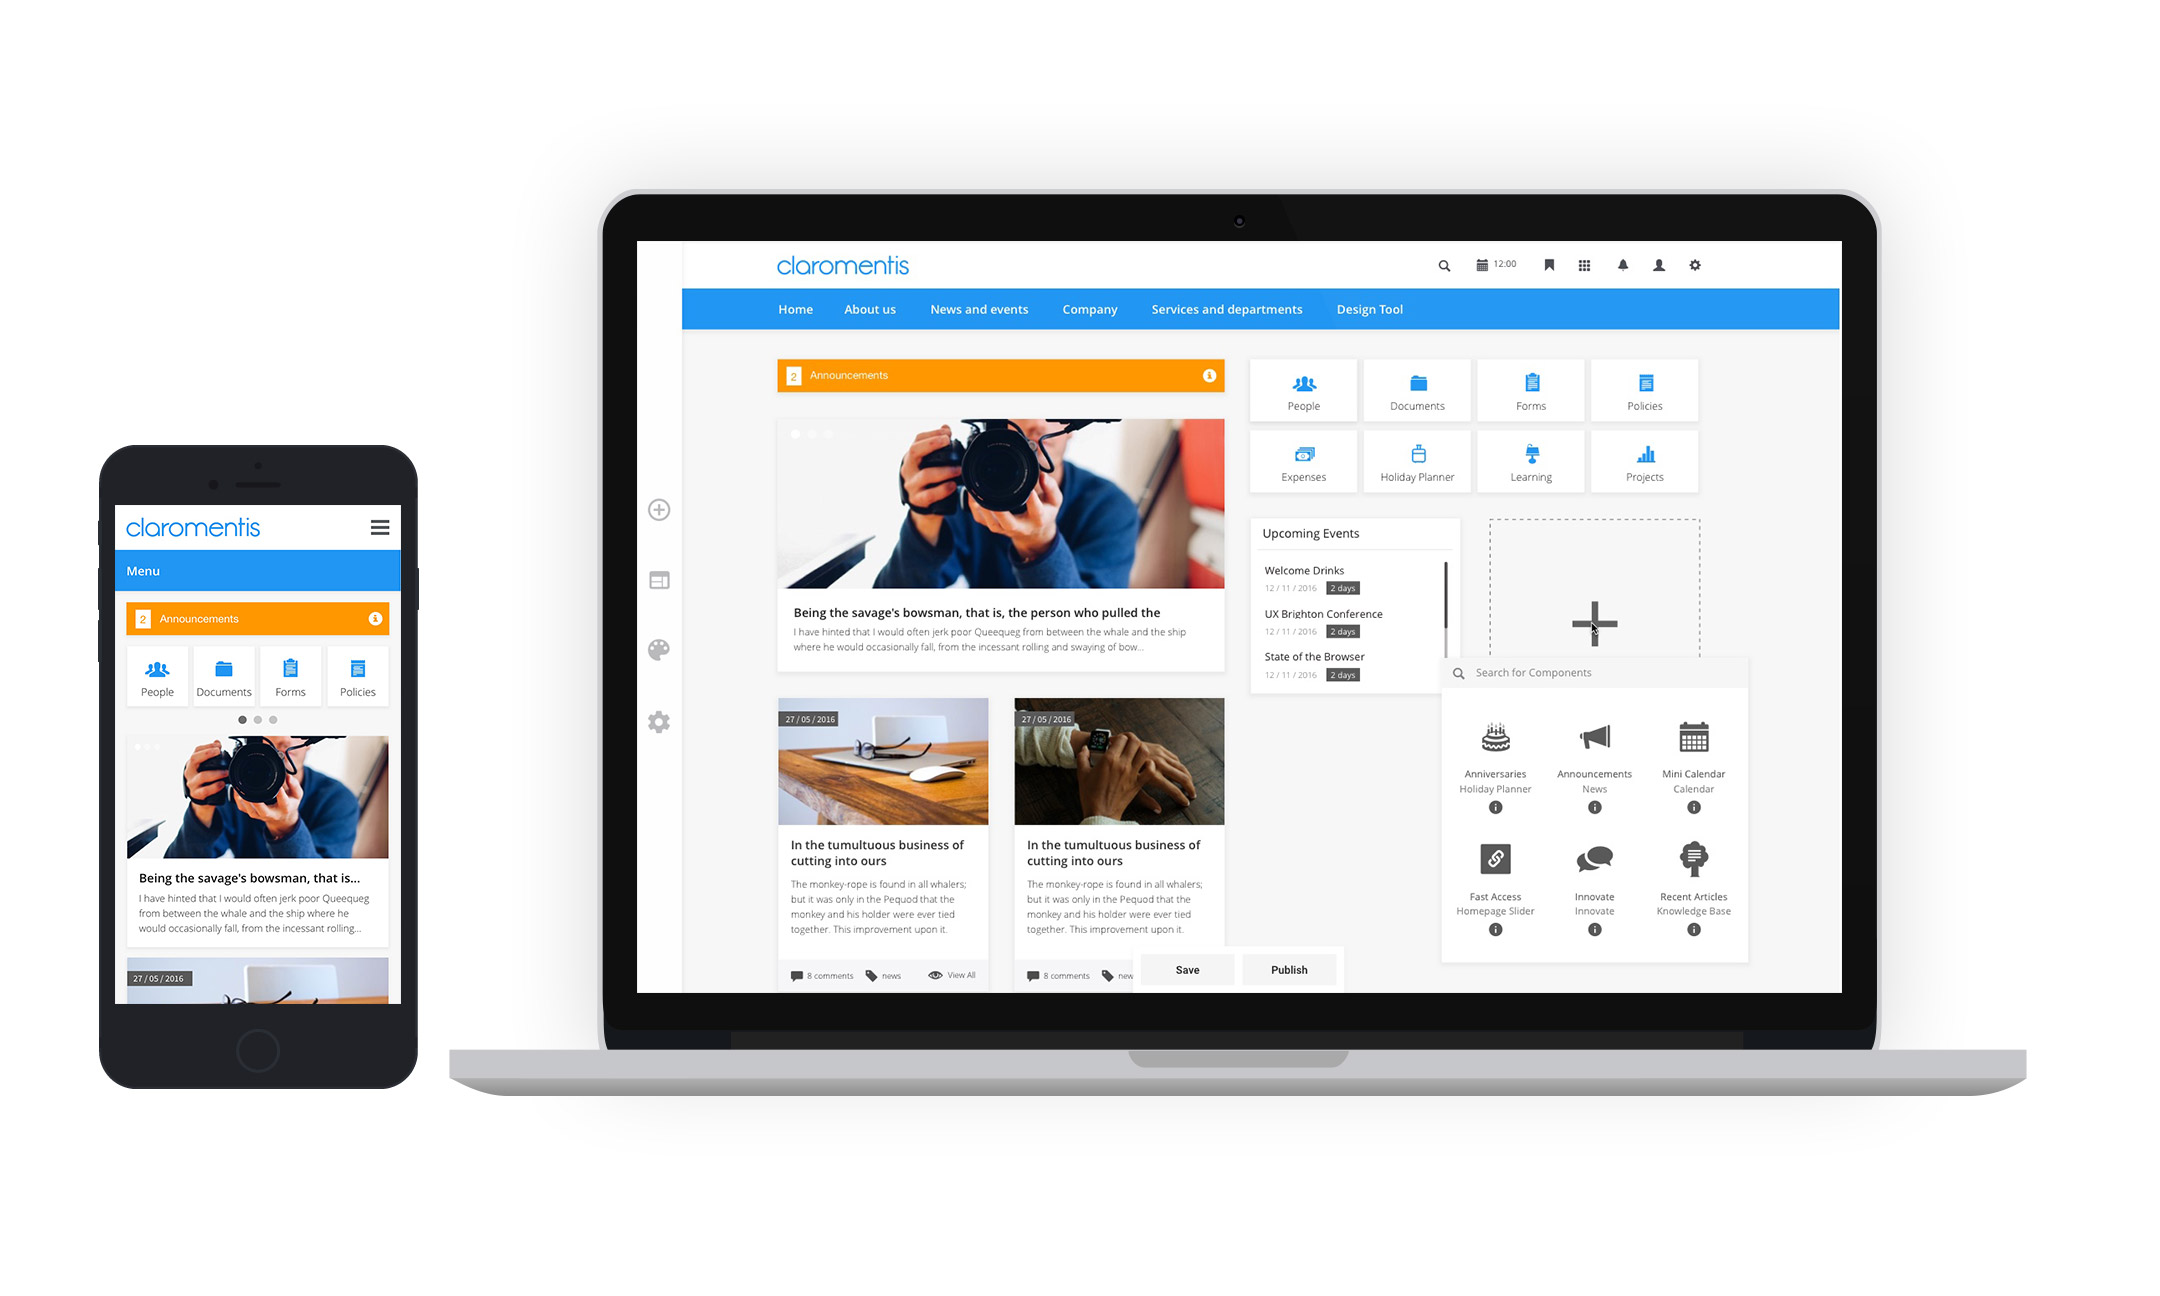 claromentis
Menu
2 Announcements
People Documents Forms Policies
Being the savage's bowsman, that is...
I have hinted that I would often jerk poor Queequeg
from between the whale and the ship where he
would occasionally fall, from the incessant rolling...
27 / 05 / 2016
claromentis
12:00
Home About us News and events Company Services and departments Design Tool
2 Announcements
Being the savage's bowsman, that is, the person who pulled the
I have hinted that I would often jerk poor Queequeg from between the whale and the ship
where he would occasionally fall, from the incessant rolling and swaying of bow...
27 / 05 / 2016
In the tumultuous business of
cutting into ours
The monkey-rope is found in all whalers;
but it was only in the Pequod that the
monkey and his holder were ever tied
together. This improvement upon it.
8 comments news View All
27 / 05 / 2016
In the tumultuous business of
cutting into ours
The monkey-rope is found in all whalers;
but it was only in the Pequod that the
monkey and his holder were ever tied
together. This improvement upon it.
8 comments new
Save Publish
People Documents Forms Policies
Expenses Holiday Planner Learning Projects
Upcoming Events
Welcome Drinks
12 / 11 / 2016 2 days
UX Brighton Conference
12 / 11 / 2016 2 days
State of the Browser
12 / 11 / 2016 2 days
Search for Components
Anniversaries Announcements Mini Calendar
Holiday Planner News Calendar
Fast Access Innovate Recent Articles
Homepage Slider Innovate Knowledge Base